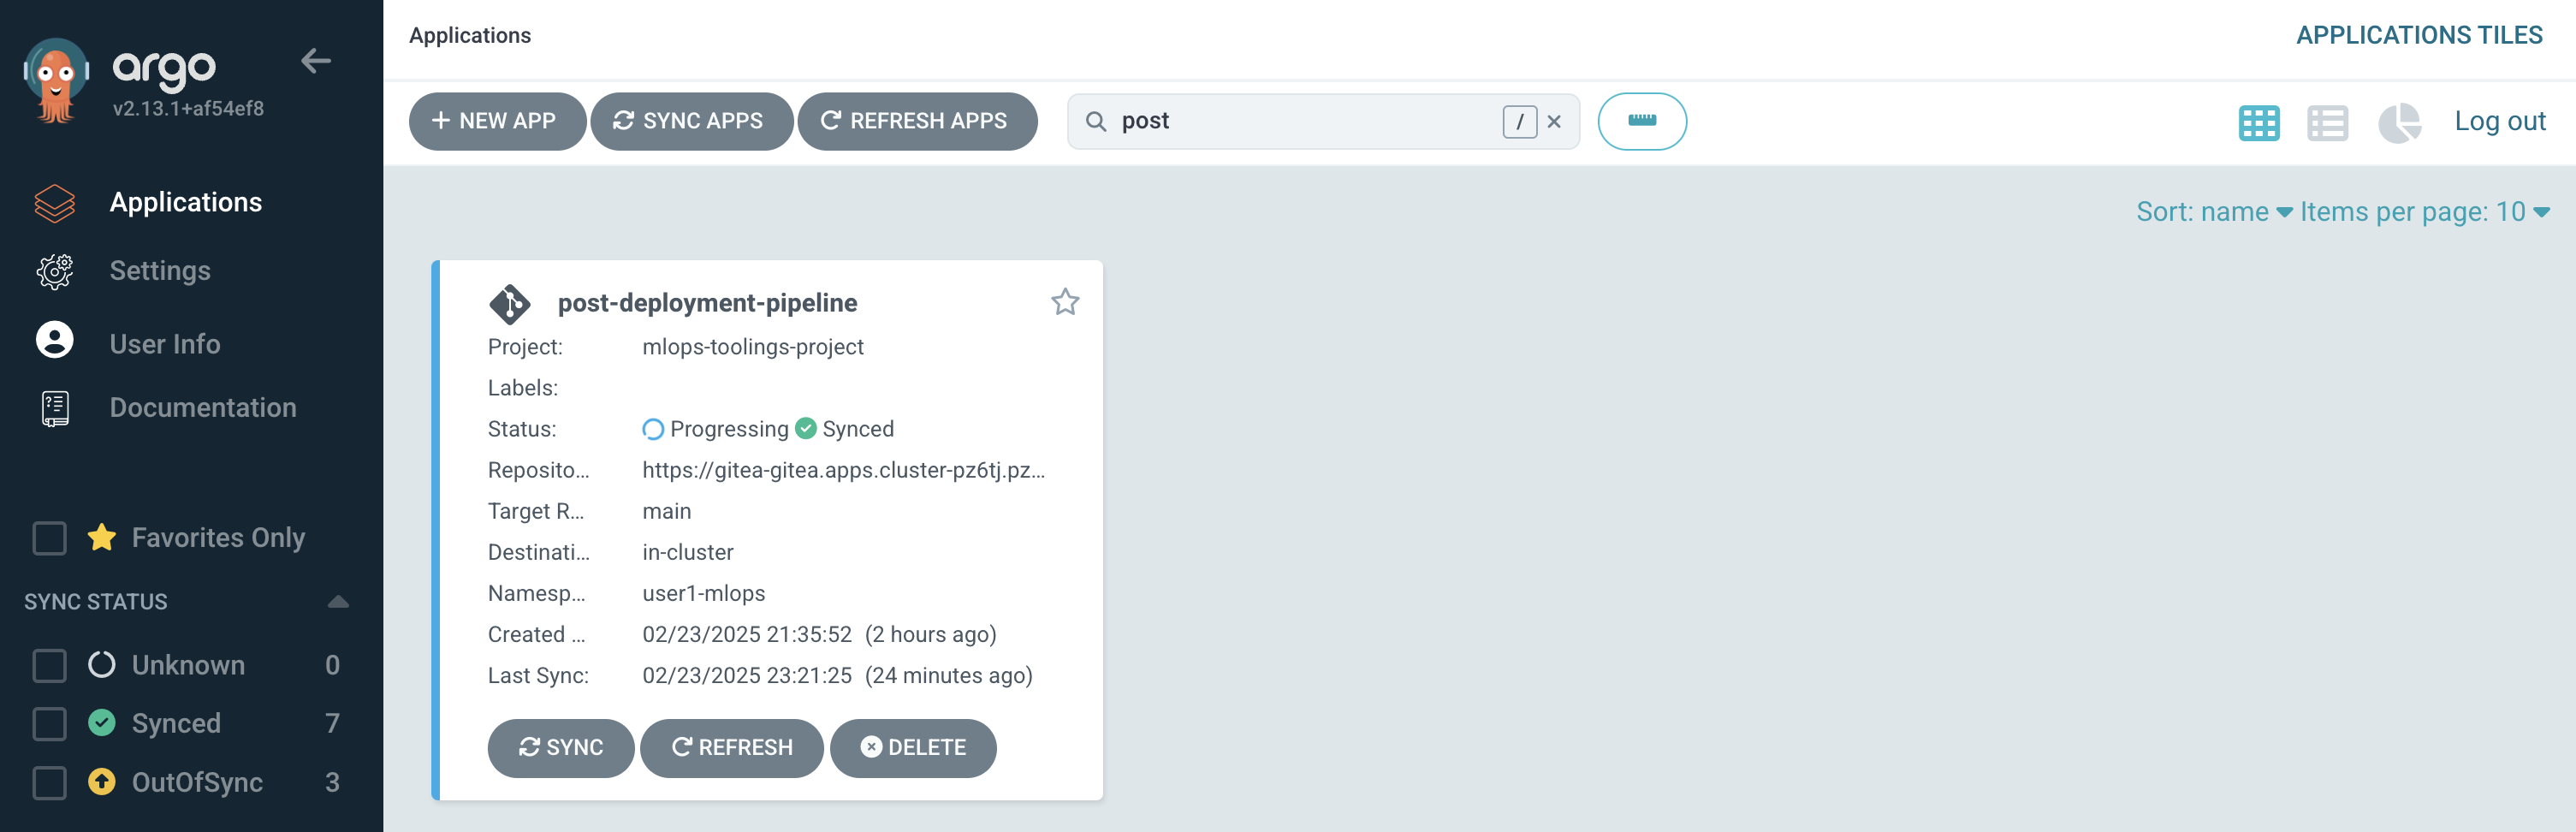 argo
v2.13.1+af54ef8
Applications
Settings
User Info
Documentation
Favorites Only
SYNC STATUS
Unknown 0
Synced 7
OutOfSync 3
Applications
APPLICATIONS TILES
+ NEW APP
SYNC APPS
REFRESH APPS
post
/
Log out
Sort: name
Items per page: 10
post-deployment-pipeline
Project: mlops-toolings-project
Labels:
Status: Progressing Synced
Reposito... https://gitea-gitea.apps.cluster-pz6tj.pz...
Target R... main
Destinati... in-cluster
Namesp... user1-mlops
Created ... 02/23/2025 21:35:52 (2 hours ago)
Last Sync: 02/23/2025 23:21:25 (24 minutes ago)
SYNC
REFRESH
DELETE